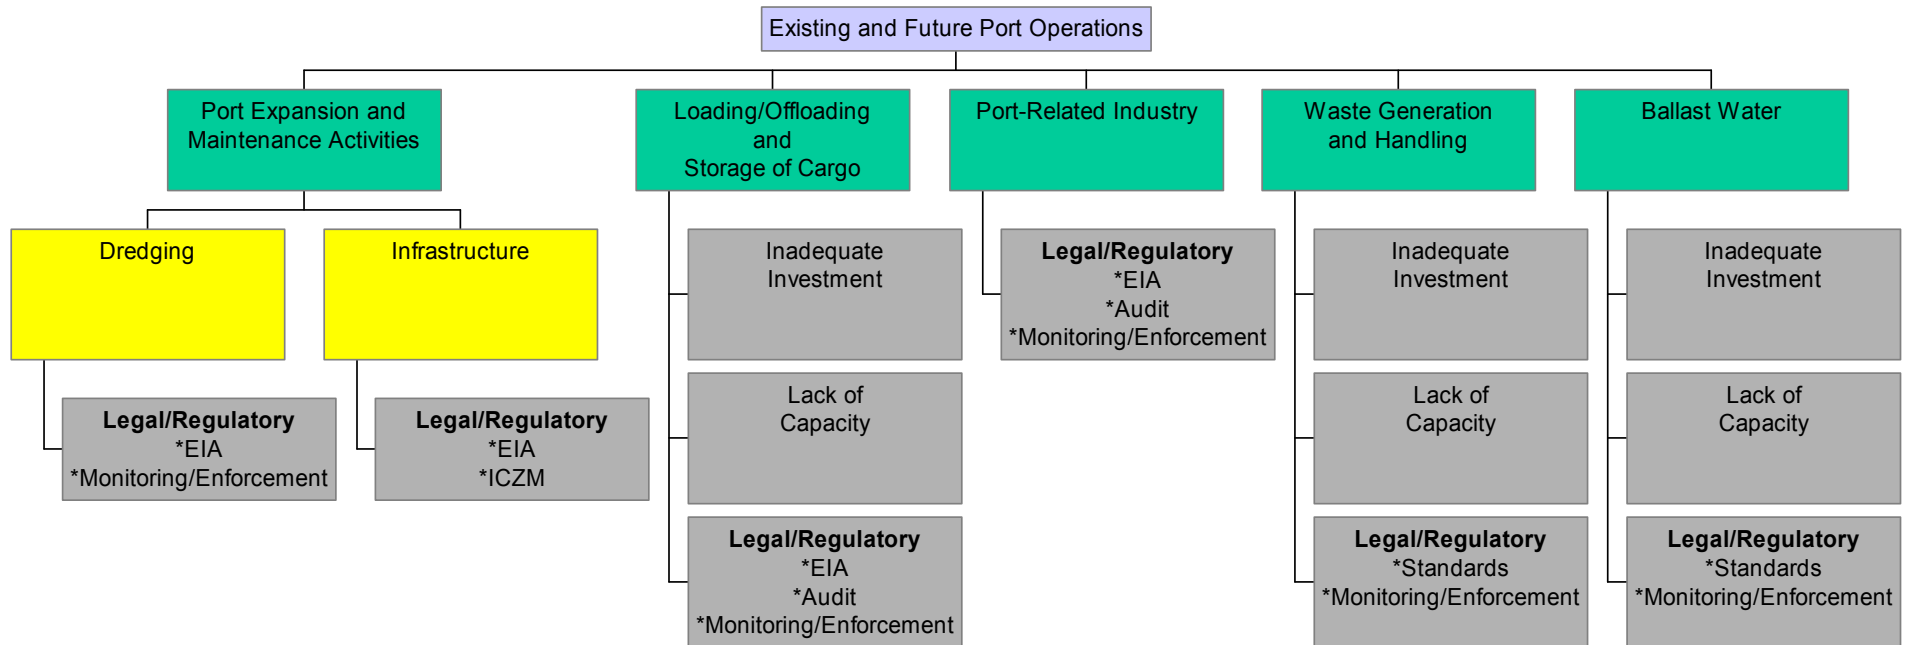 Existing and Future Port Operations
Port Expansion and
Maintenance Activities
Loading/Offloading
and
Storage of Cargo
Port-Related Industry
Waste Generation
and Handling
Ballast Water
Dredging
Infrastructure
Legal/Regulatory
*EIA
*Monitoring/Enforcement
Legal/Regulatory
*EIA
*ICZM
Inadequate
Investment
Lack of
Capacity
Legal/Regulatory
*EIA
*Audit
*Monitoring/Enforcement
Legal/Regulatory
*EIA
*Audit
*Monitoring/Enforcement
Inadequate
Investment
Lack of
Capacity
Legal/Regulatory
*Standards
*Monitoring/Enforcement
Inadequate
Investment
Lack of
Capacity
Legal/Regulatory
*Standards
*Monitoring/Enforcement